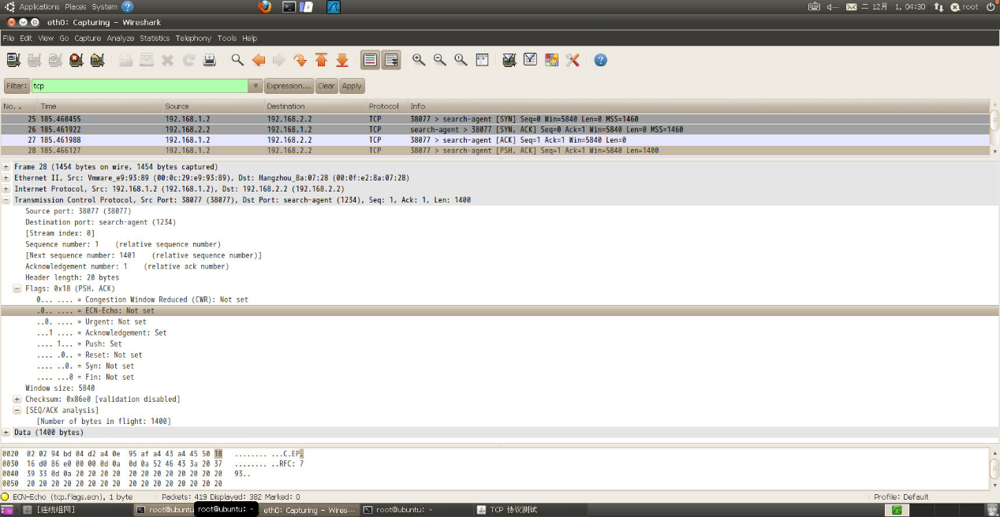 Applications Places System
二 12月 1, 04:30 root
eth0: Capturing - Wireshark
File Edit View Go Capture Analyze Statistics Telephony Tools Help
Filter: tcp Expression... Clear Apply
No. . Time Source Destination Protocol Info
25 185.460455 192.168.1.2 192.168.2.2 TCP 38077 > search-agent [SYN] Seq=0 Win=5840 Len=0 MSS=1460
26 185.461922 192.168.2.2 192.168.1.2 TCP search-agent > 38077 [SYN, ACK] Seq=0 Ack=1 Win=5840 Len=0 MSS=1460
27 185.461988 192.168.1.2 192.168.2.2 TCP 38077 > search-agent [ACK] Seq=1 Ack=1 Win=5840 Len=0
28 185.466127 192.168.1.2 192.168.2.2 TCP 38077 > search-agent [PSH, ACK] Seq=1 Ack=1 Win=5840 Len=1400
Frame 28 (1454 bytes on wire, 1454 bytes captured)
Ethernet II, Src: Vmware_e9:93:89 (00:0c:29:e9:93:89), Dst: Hangzhou_8a:07:28 (00:0f:e2:8a:07:28)
Internet Protocol, Src: 192.168.1.2 (192.168.1.2), Dst: 192.168.2.2 (192.168.2.2)
Transmission Control Protocol, Src Port: 38077 (38077), Dst Port: search-agent (1234), Seq: 1, Ack: 1, Len: 1400
Source port: 38077 (38077)
Destination port: search-agent (1234)
[Stream index: 0]
Sequence number: 1 (relative sequence number)
[Next sequence number: 1401 (relative sequence number)]
Acknowledgement number: 1 (relative ack number)
Header length: 20 bytes
Flags: 0x18 (PSH, ACK)
0... .... = Congestion Window Reduced (CWR): Not set
.0.. .... = ECN-Echo: Not set
..0. .... = Urgent: Not set
...1 .... = Acknowledgement: Set
.... 1... = Push: Set
.... .0.. = Reset: Not set
.... ..0. = Syn: Not set
.... ...0 = Fin: Not set
Window size: 5840
Checksum: 0x86e0 [validation disabled]
[SEQ/ACK analysis]
[Number of bytes in flight: 1400]
Data (1400 bytes)
0020 02 02 94 bd 04 d2 a4 0e 95 af a4 43 a4 45 50 18 ........ ...C.EP.
0030 16 d0 86 e0 00 00 0d 0a 0d 0a 52 46 43 3a 20 37 ........ ..RFC: 7
0040 39 33 0d 0a 20 20 20 20 20 20 20 20 20 20 20 20 93..
0050 20 20 20 20 20 20 20 20 20 20 20 20 20 20 20 20
ECN-Echo (tcp.flags.ecn), 1 byte Packets: 419 Displayed: 382 Marked: 0 Profile: Default
[连线组网] root@ubuntu root@ubuntu: ~ eth0: Capturing - Wires... root@ubuntu: ~ TCP 协议测试